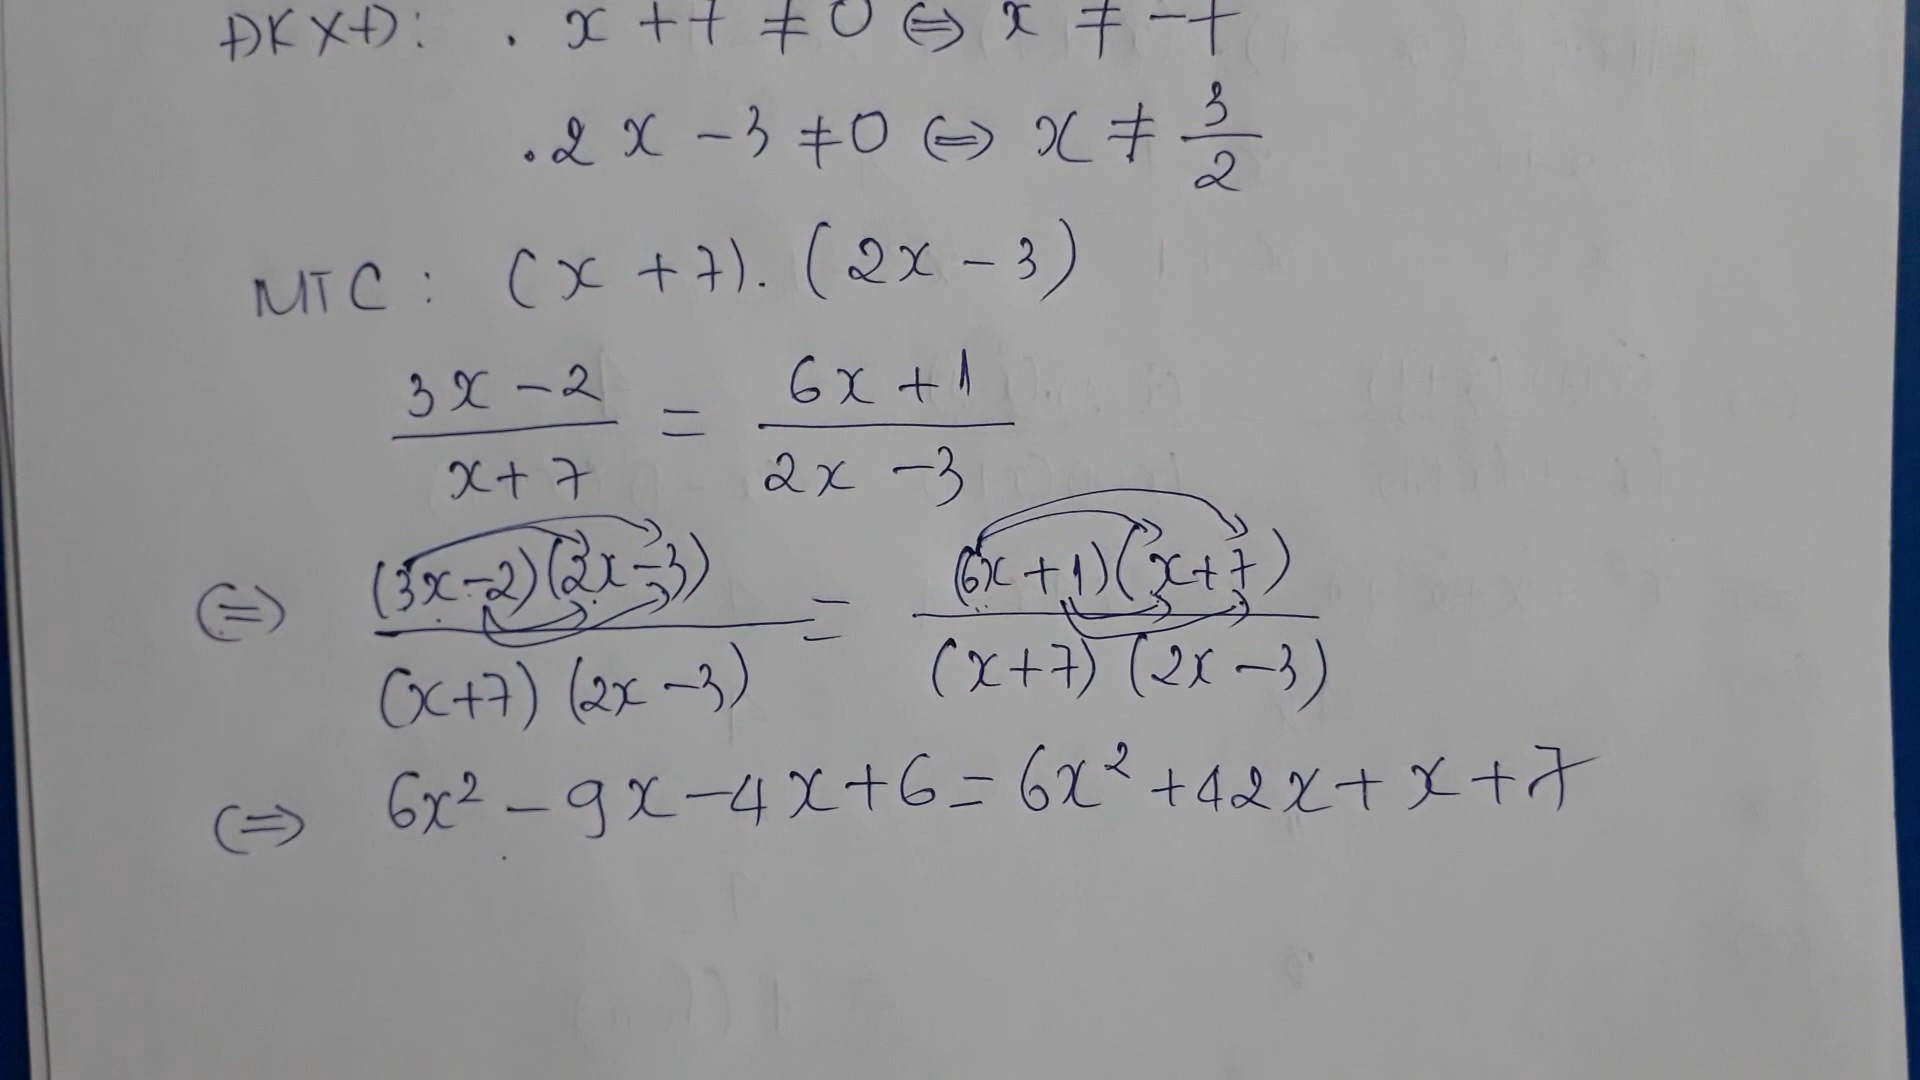 ĐKXĐ: . x + 7 ≠ 0 ⇔ x ≠ -7
. 2x - 3 ≠ 0 ⇔ x ≠ 3/2
MTC: (x + 7). (2x - 3)
(3x - 2)/(x + 7) = (6x + 1)/(2x - 3)
⇔ (3x - 2)(2x - 3)/((x + 7)(2x - 3)) = (6x + 1)(x + 7)/((x + 7)(2x - 3))
⇔ 6x² - 9x - 4x + 6 = 6x² + 42x + x + 7